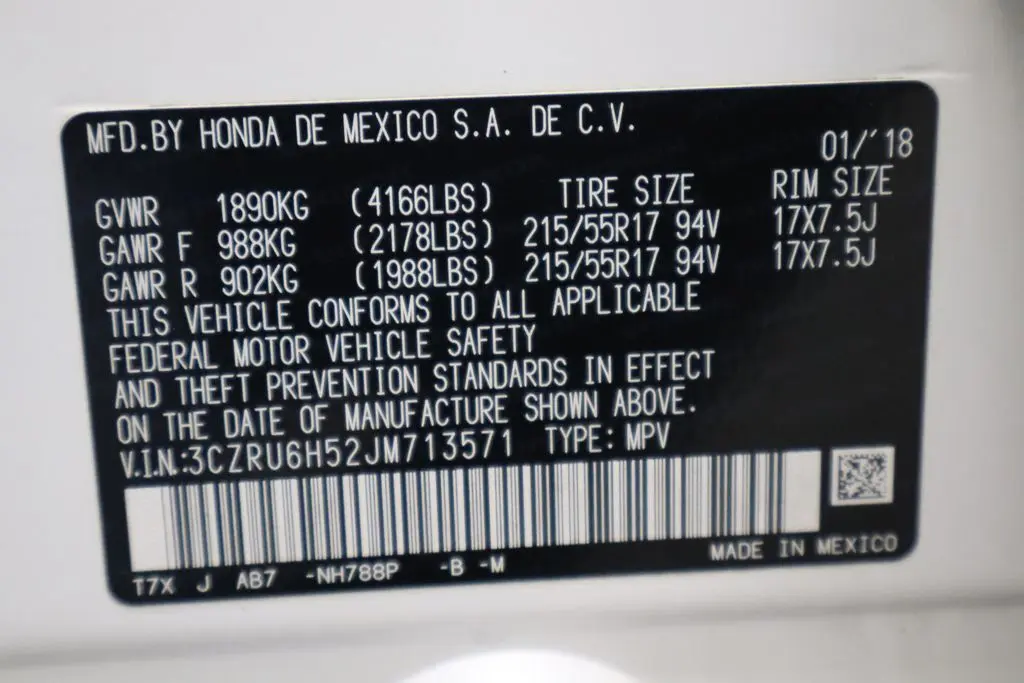 MFD.BY HONDA DE MEXICO S.A. DE C.V.
01/'18
GVWR 1890KG (4166LBS) TIRE SIZE RIM SIZE
GAWR F 988KG (2178LBS) 215/55R17 94V 17X7.5J
GAWR R 902KG (1988LBS) 215/55R17 94V 17X7.5J
THIS VEHICLE CONFORMS TO ALL APPLICABLE
FEDERAL MOTOR VEHICLE SAFETY
AND THEFT PREVENTION STANDARDS IN EFFECT
ON THE DATE OF MANUFACTURE SHOWN ABOVE.
V.I.N.:3CZRU6H52JM713571 TYPE: MPV
MADE IN MEXICO
T7X J AB7 -NH788P -B -M